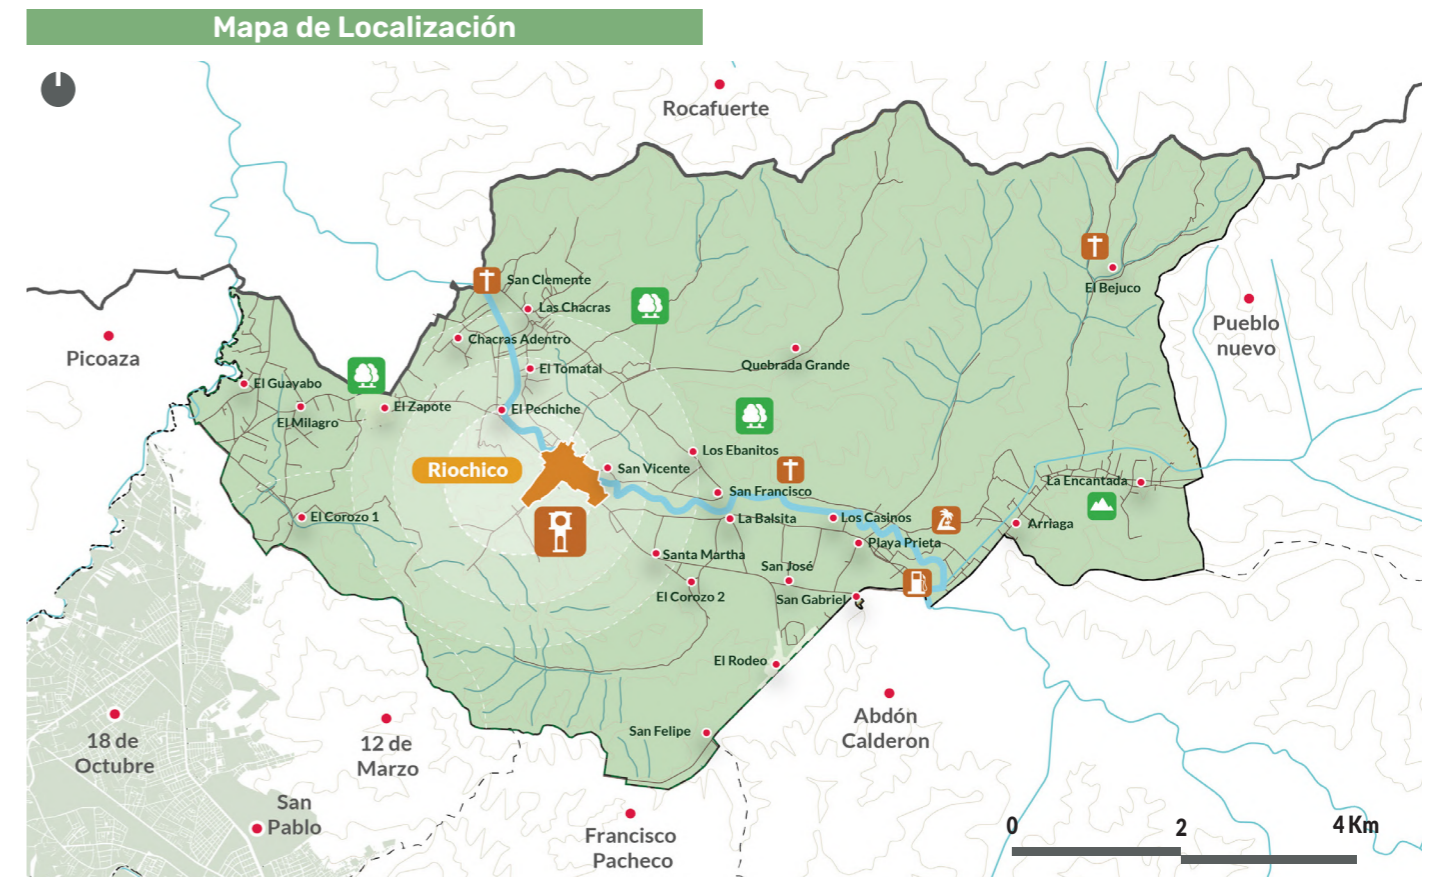 Mapa de Localización
Rocafuerte
San Clemente
Las Chacras
Chacras Adentro
El Tomatal
El Pechiche
El Guayabo
El Milagro
El Zapote
Picoaza
Quebrada Grande
El Bejuco
Pueblo
nuevo
Riochico
San Vicente
Los Ebanitos
San Francisco
La Balsita
Los Casinos
Playa Prieta
La Encantada
Arriaga
El Corozo 1
Santa Martha
San José
El Corozo 2
San Gabriel
El Rodeo
San Felipe
Abdón
Calderon
18 de
Octubre
12 de
Marzo
San
Pablo
Francisco
Pacheco
0
2
4 Km